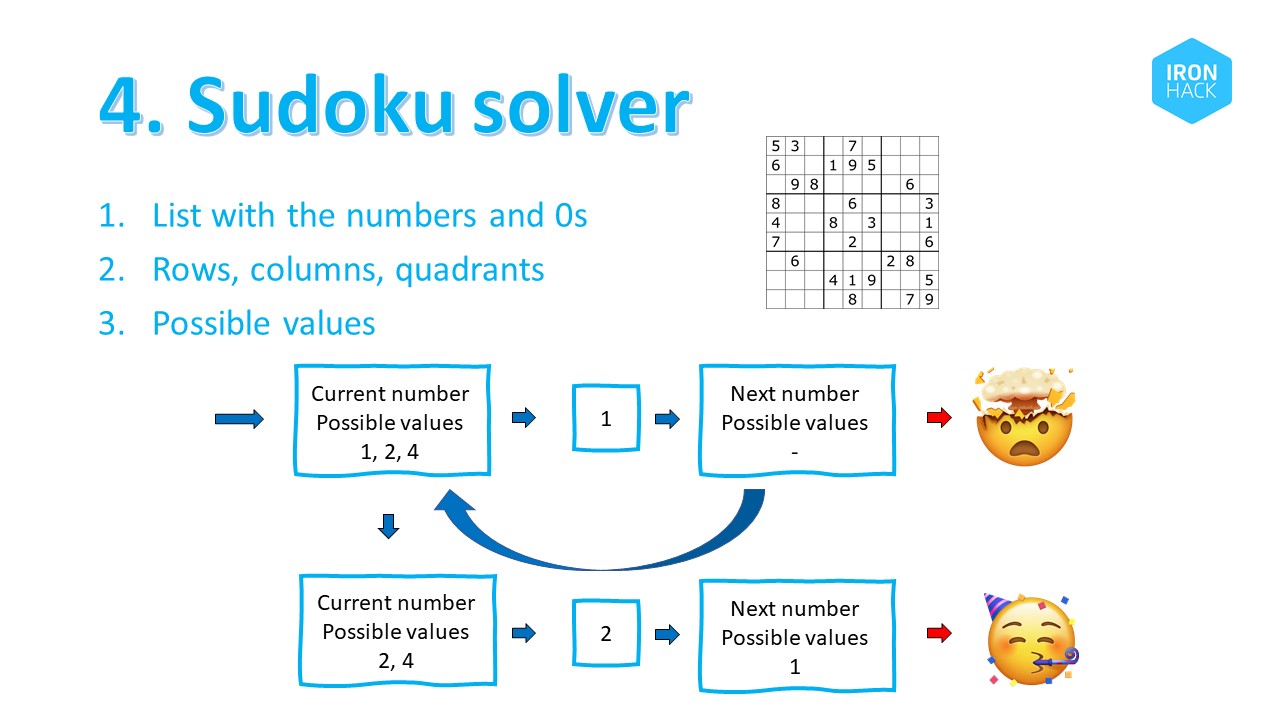 4. Sudoku solver
IRON
HACK
1. List with the numbers and 0s
2. Rows, columns, quadrants
3. Possible values
5 3 7
6 1 9 5
9 8 6
8 6 3
4 8 3 1
7 2 6
6 2 8
4 1 9 5
8 7 9
Current number
Possible values
1, 2, 4
1
Next number
Possible values
-
Current number
Possible values
2, 4
2
Next number
Possible values
1